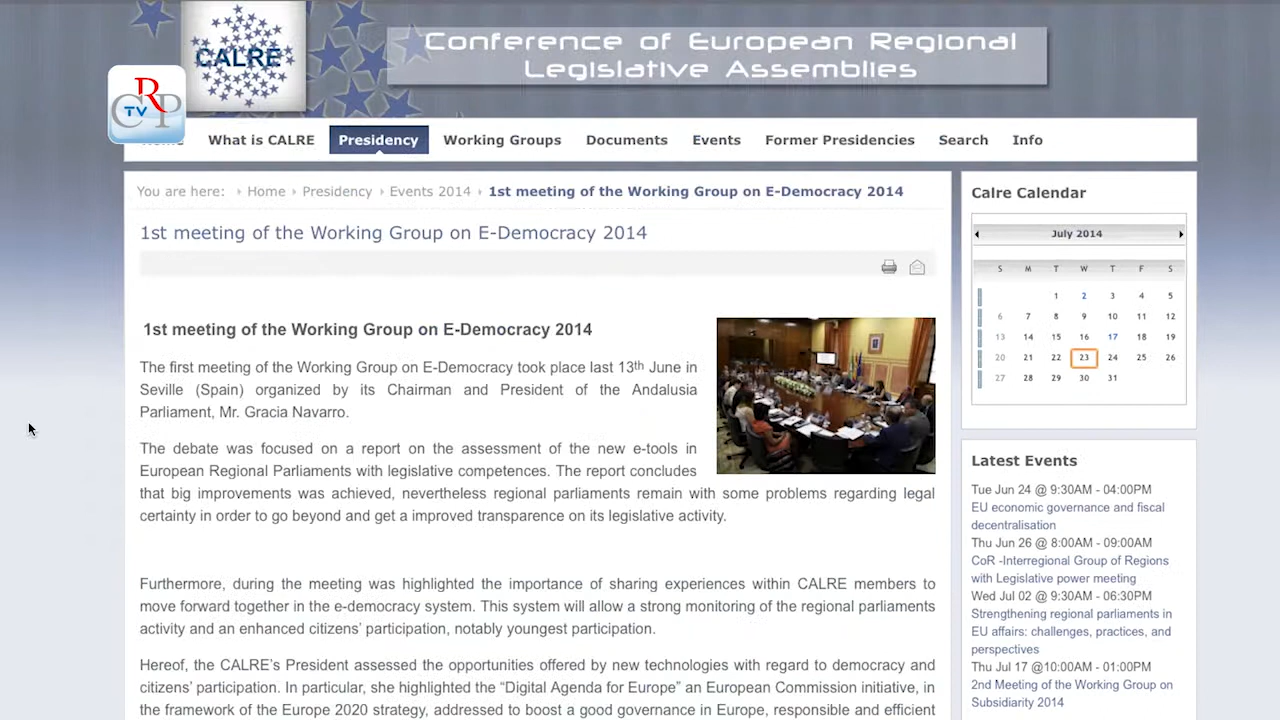 CALRE
Conference of European Regional
Legislative Assemblies
CRP
TV
What is CALRE Presidency Working Groups Documents Events Former Presidencies Search Info
You are here: Home Presidency Events 2014 1st meeting of the Working Group on E-Democracy 2014
1st meeting of the Working Group on E-Democracy 2014
1st meeting of the Working Group on E-Democracy 2014
The first meeting of the Working Group on E-Democracy took place last 13th June in
Seville (Spain) organized by its Chairman and President of the Andalusia
Parliament, Mr. Gracia Navarro.
The debate was focused on a report on the assessment of the new e-tools in
European Regional Parliaments with legislative competences. The report concludes
that big improvements was achieved, nevertheless regional parliaments remain with some problems regarding legal
certainty in order to go beyond and get a improved transparence on its legislative activity.
Furthermore, during the meeting was highlighted the importance of sharing experiences within CALRE members to
move forward together in the e-democracy system. This system will allow a strong monitoring of the regional parliaments
activity and an enhanced citizens' participation, notably youngest participation.
Hereof, the CALRE's President assessed the opportunities offered by new technologies with regard to democracy and
citizens' participation. In particular, she highlighted the “Digital Agenda for Europe” an European Commission initiative, in
the framework of the Europe 2020 strategy, addressed to boost a good governance in Europe, responsible and efficient
Calre Calendar
July 2014
S M T W T F S
1 2 3 4 5
6 7 8 9 10 11 12
13 14 15 16 17 18 19
20 21 22 23 24 25 26
27 28 29 30 31
Latest Events
Tue Jun 24 @ 9:30AM - 04:00PM
EU economic governance and fiscal
decentralisation
Thu Jun 26 @ 8:00AM - 09:00AM
CoR -Interregional Group of Regions
with Legislative power meeting
Wed Jul 02 @ 9:30AM - 06:30PM
Strengthening regional parliaments in
EU affairs: challenges, practices, and
perspectives
Thu Jul 17 @10:00AM - 01:00PM
2nd Meeting of the Working Group on
Subsidiarity 2014